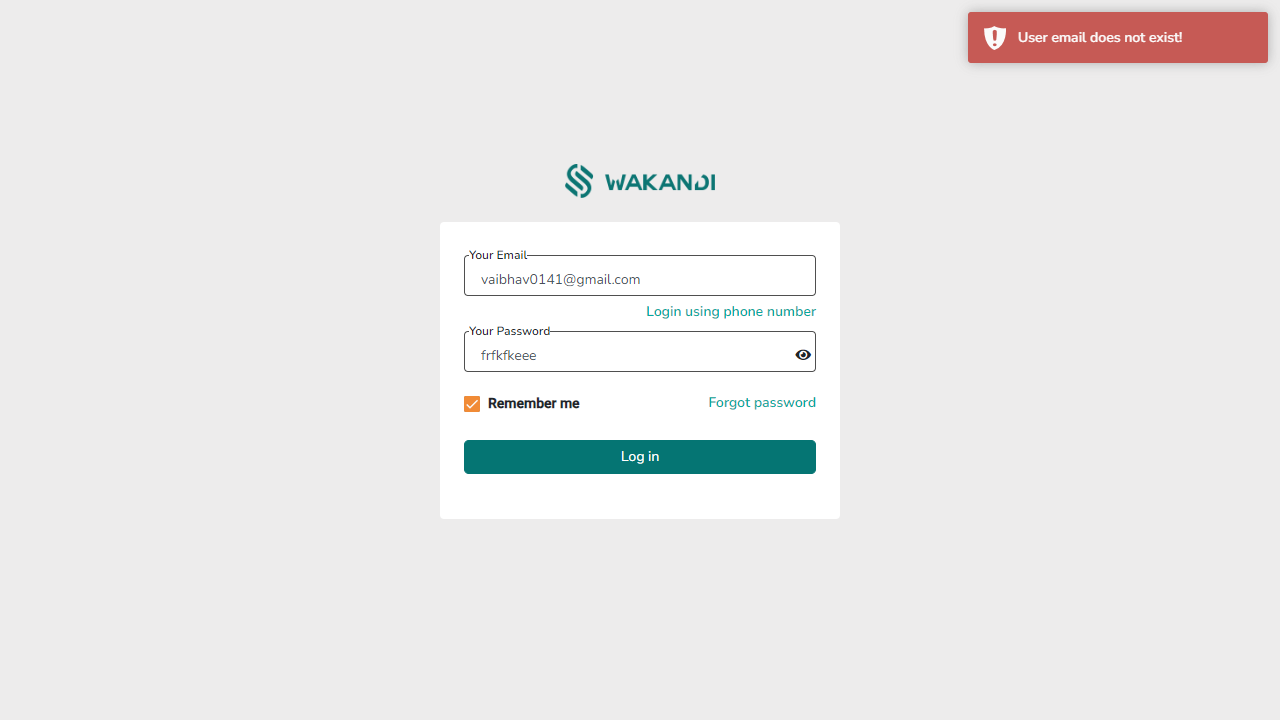 User email does not exist!
WAKANDI
Your Email
vaibhav0141@gmail.com
Login using phone number
Your Password
frfkfkeee
Remember me
Forgot password
Log in